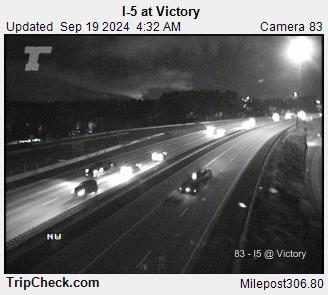 I-5 at Victory
Updated Sep 19 2024 4:32 AM Camera 83
T
NW
83 - I5 @ Victory
TripCheck.com Milepost306.80